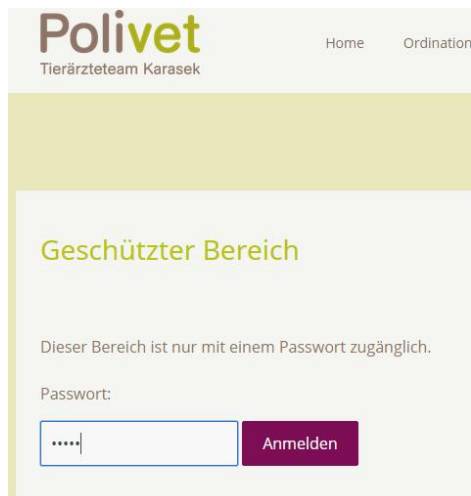 Polivet
Tierärzteteam Karasek
Home Ordination
Geschützter Bereich
Dieser Bereich ist nur mit einem Passwort zugänglich.
Passwort:
•••••
Anmelden